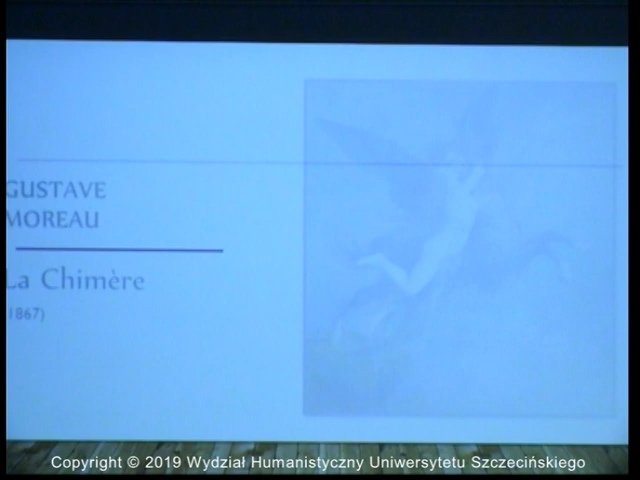 GUSTAVE
MOREAU
La Chimère
1867)
Copyright © 2019 Wydział Humanistyczny Uniwersytetu Szczecińskiego